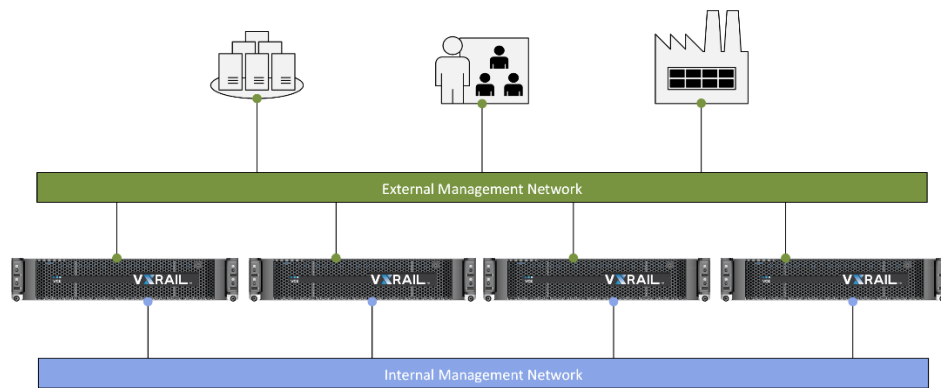 External Management Network
VXRAIL
VXRAIL
VXRAIL
VXRAIL
Internal Management Network